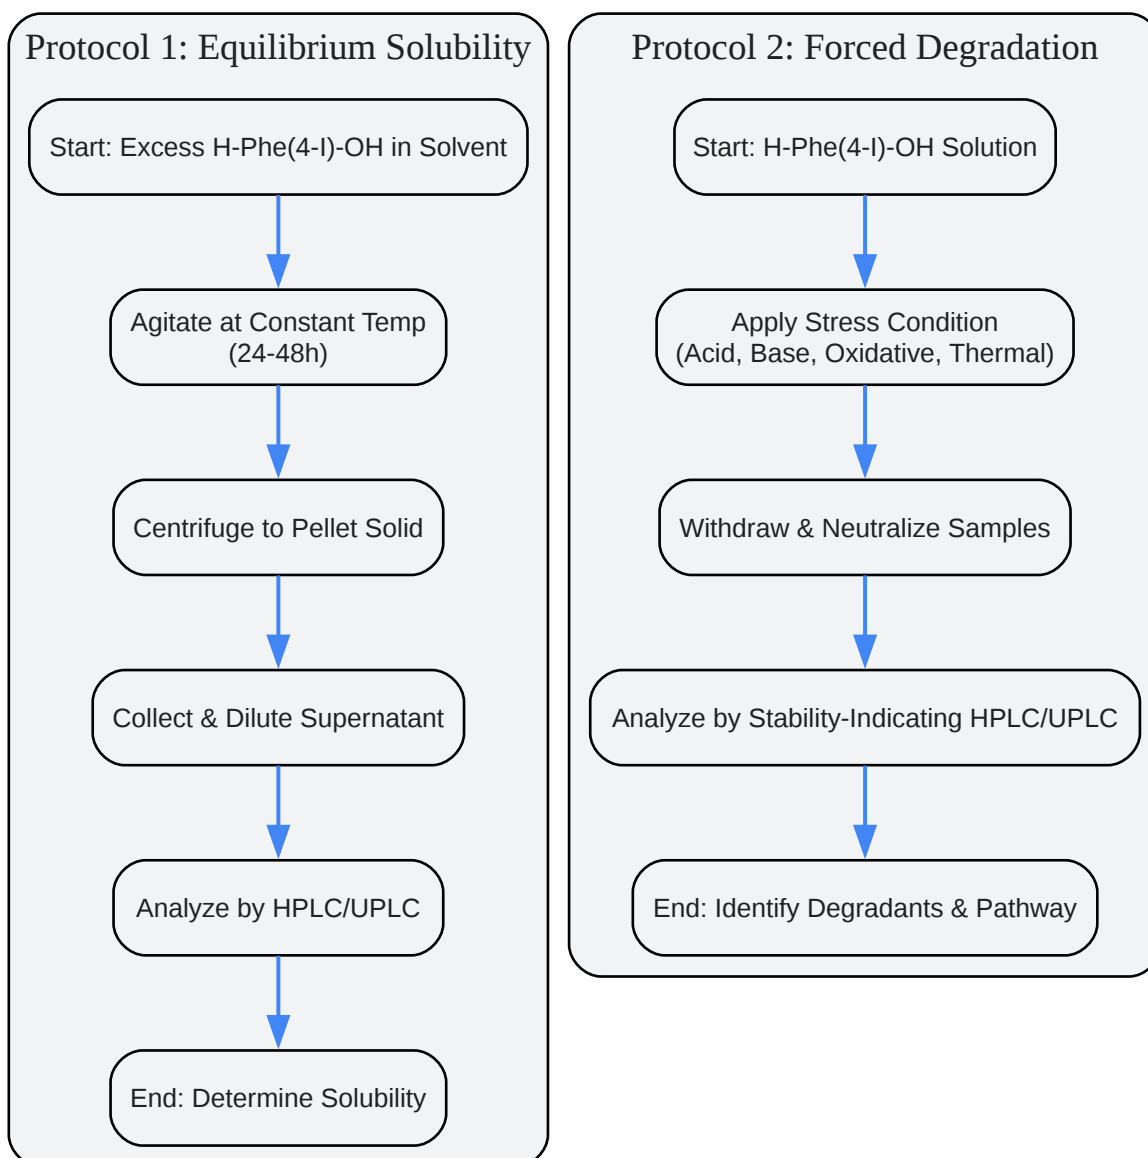 Protocol 1: Equilibrium Solubility
Start: Excess H-Phe(4-I)-OH in Solvent
Agitate at Constant Temp
(24-48h)
Centrifuge to Pellet Solid
Collect & Dilute Supernatant
Analyze by HPLC/UPLC
End: Determine Solubility
Protocol 2: Forced Degradation
Start: H-Phe(4-I)-OH Solution
Apply Stress Condition
(Acid, Base, Oxidative, Thermal)
Withdraw & Neutralize Samples
Analyze by Stability-Indicating HPLC/UPLC
End: Identify Degradants & Pathway